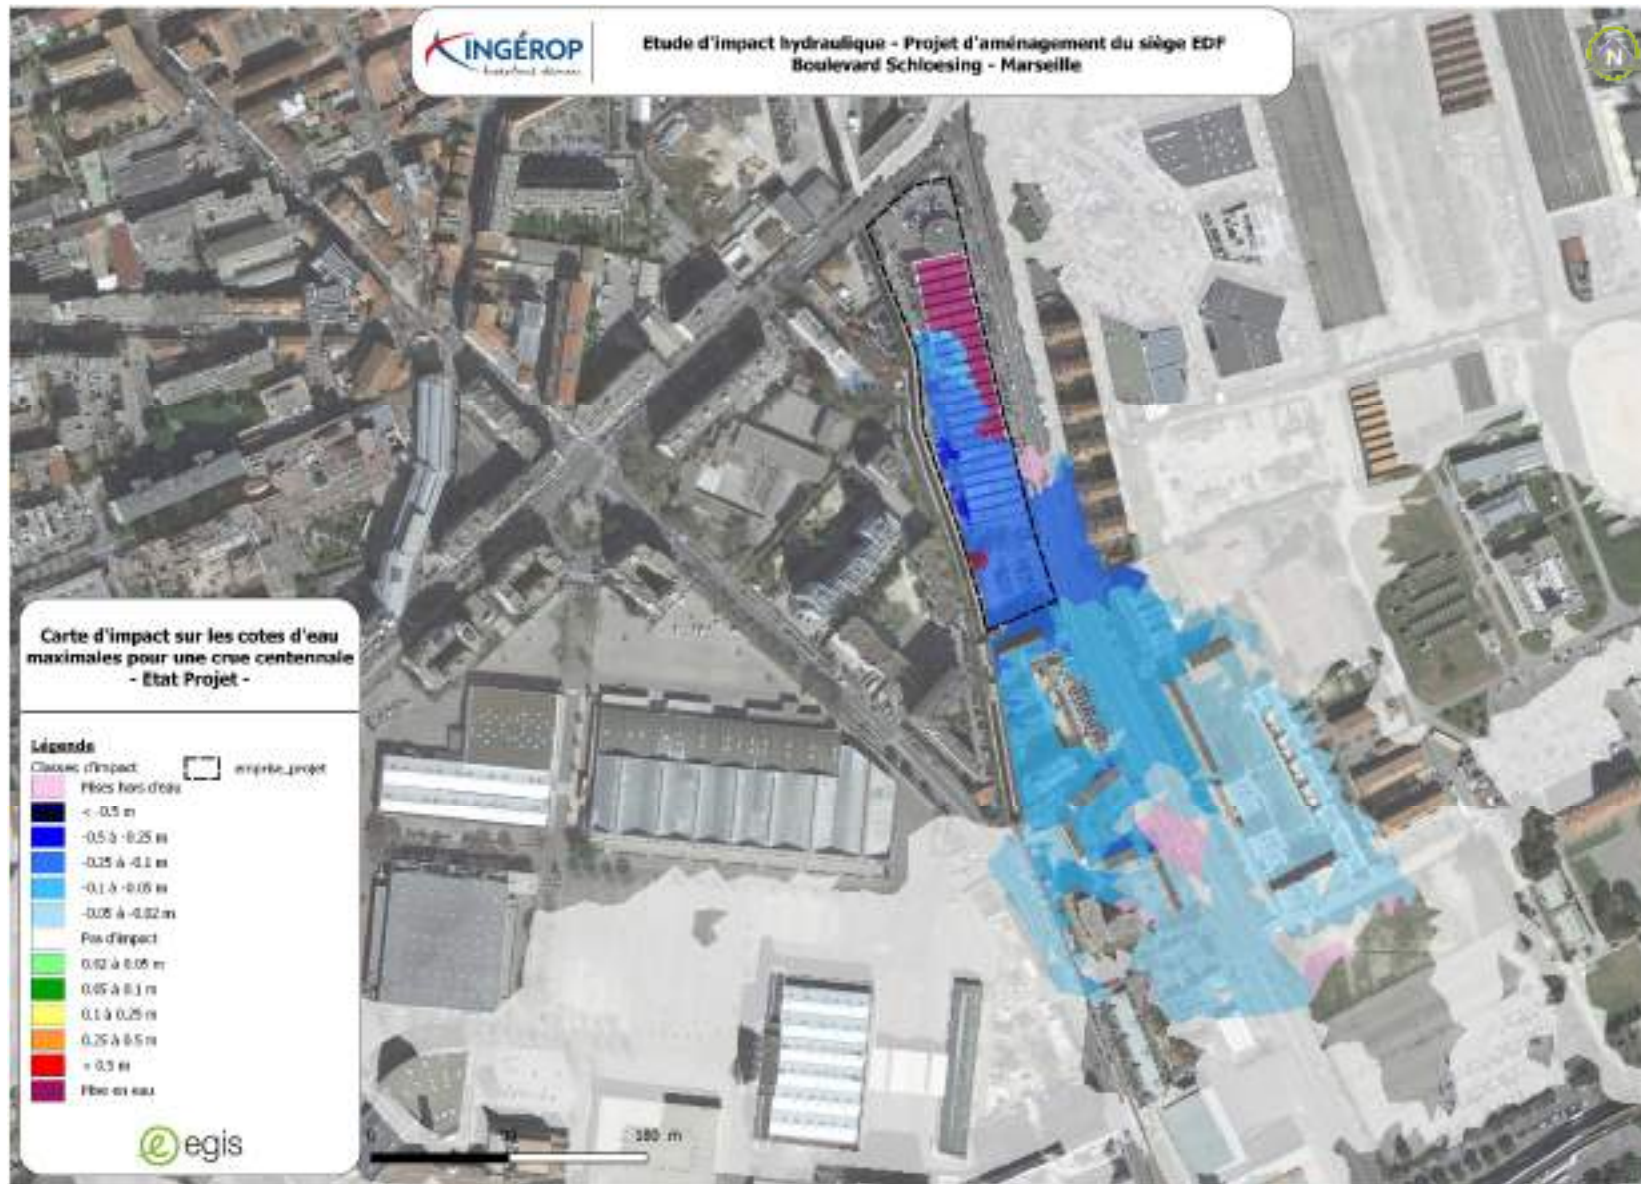 INGÉROP
Etude d'impact hydraulique - Projet d'aménagement du siège EDF
Boulevard Schloesing - Marseille
N
Carte d'impact sur les cotes d'eau
maximales pour une crue centennale
- Etat Projet -
Légende
Classes d'impact
emprise_projet
Mises hors d'eau
< -0.5 m
-0.5 à -0.25 m
-0.25 à -0.1 m
-0.1 à -0.05 m
-0.05 à -0.02 m
Pas d'impact
0.02 à 0.05 m
0.05 à 0.1 m
0.1 à 0.25 m
0.25 à 0.5 m
> 0.5 m
Mise en eau
egis
0
180 m